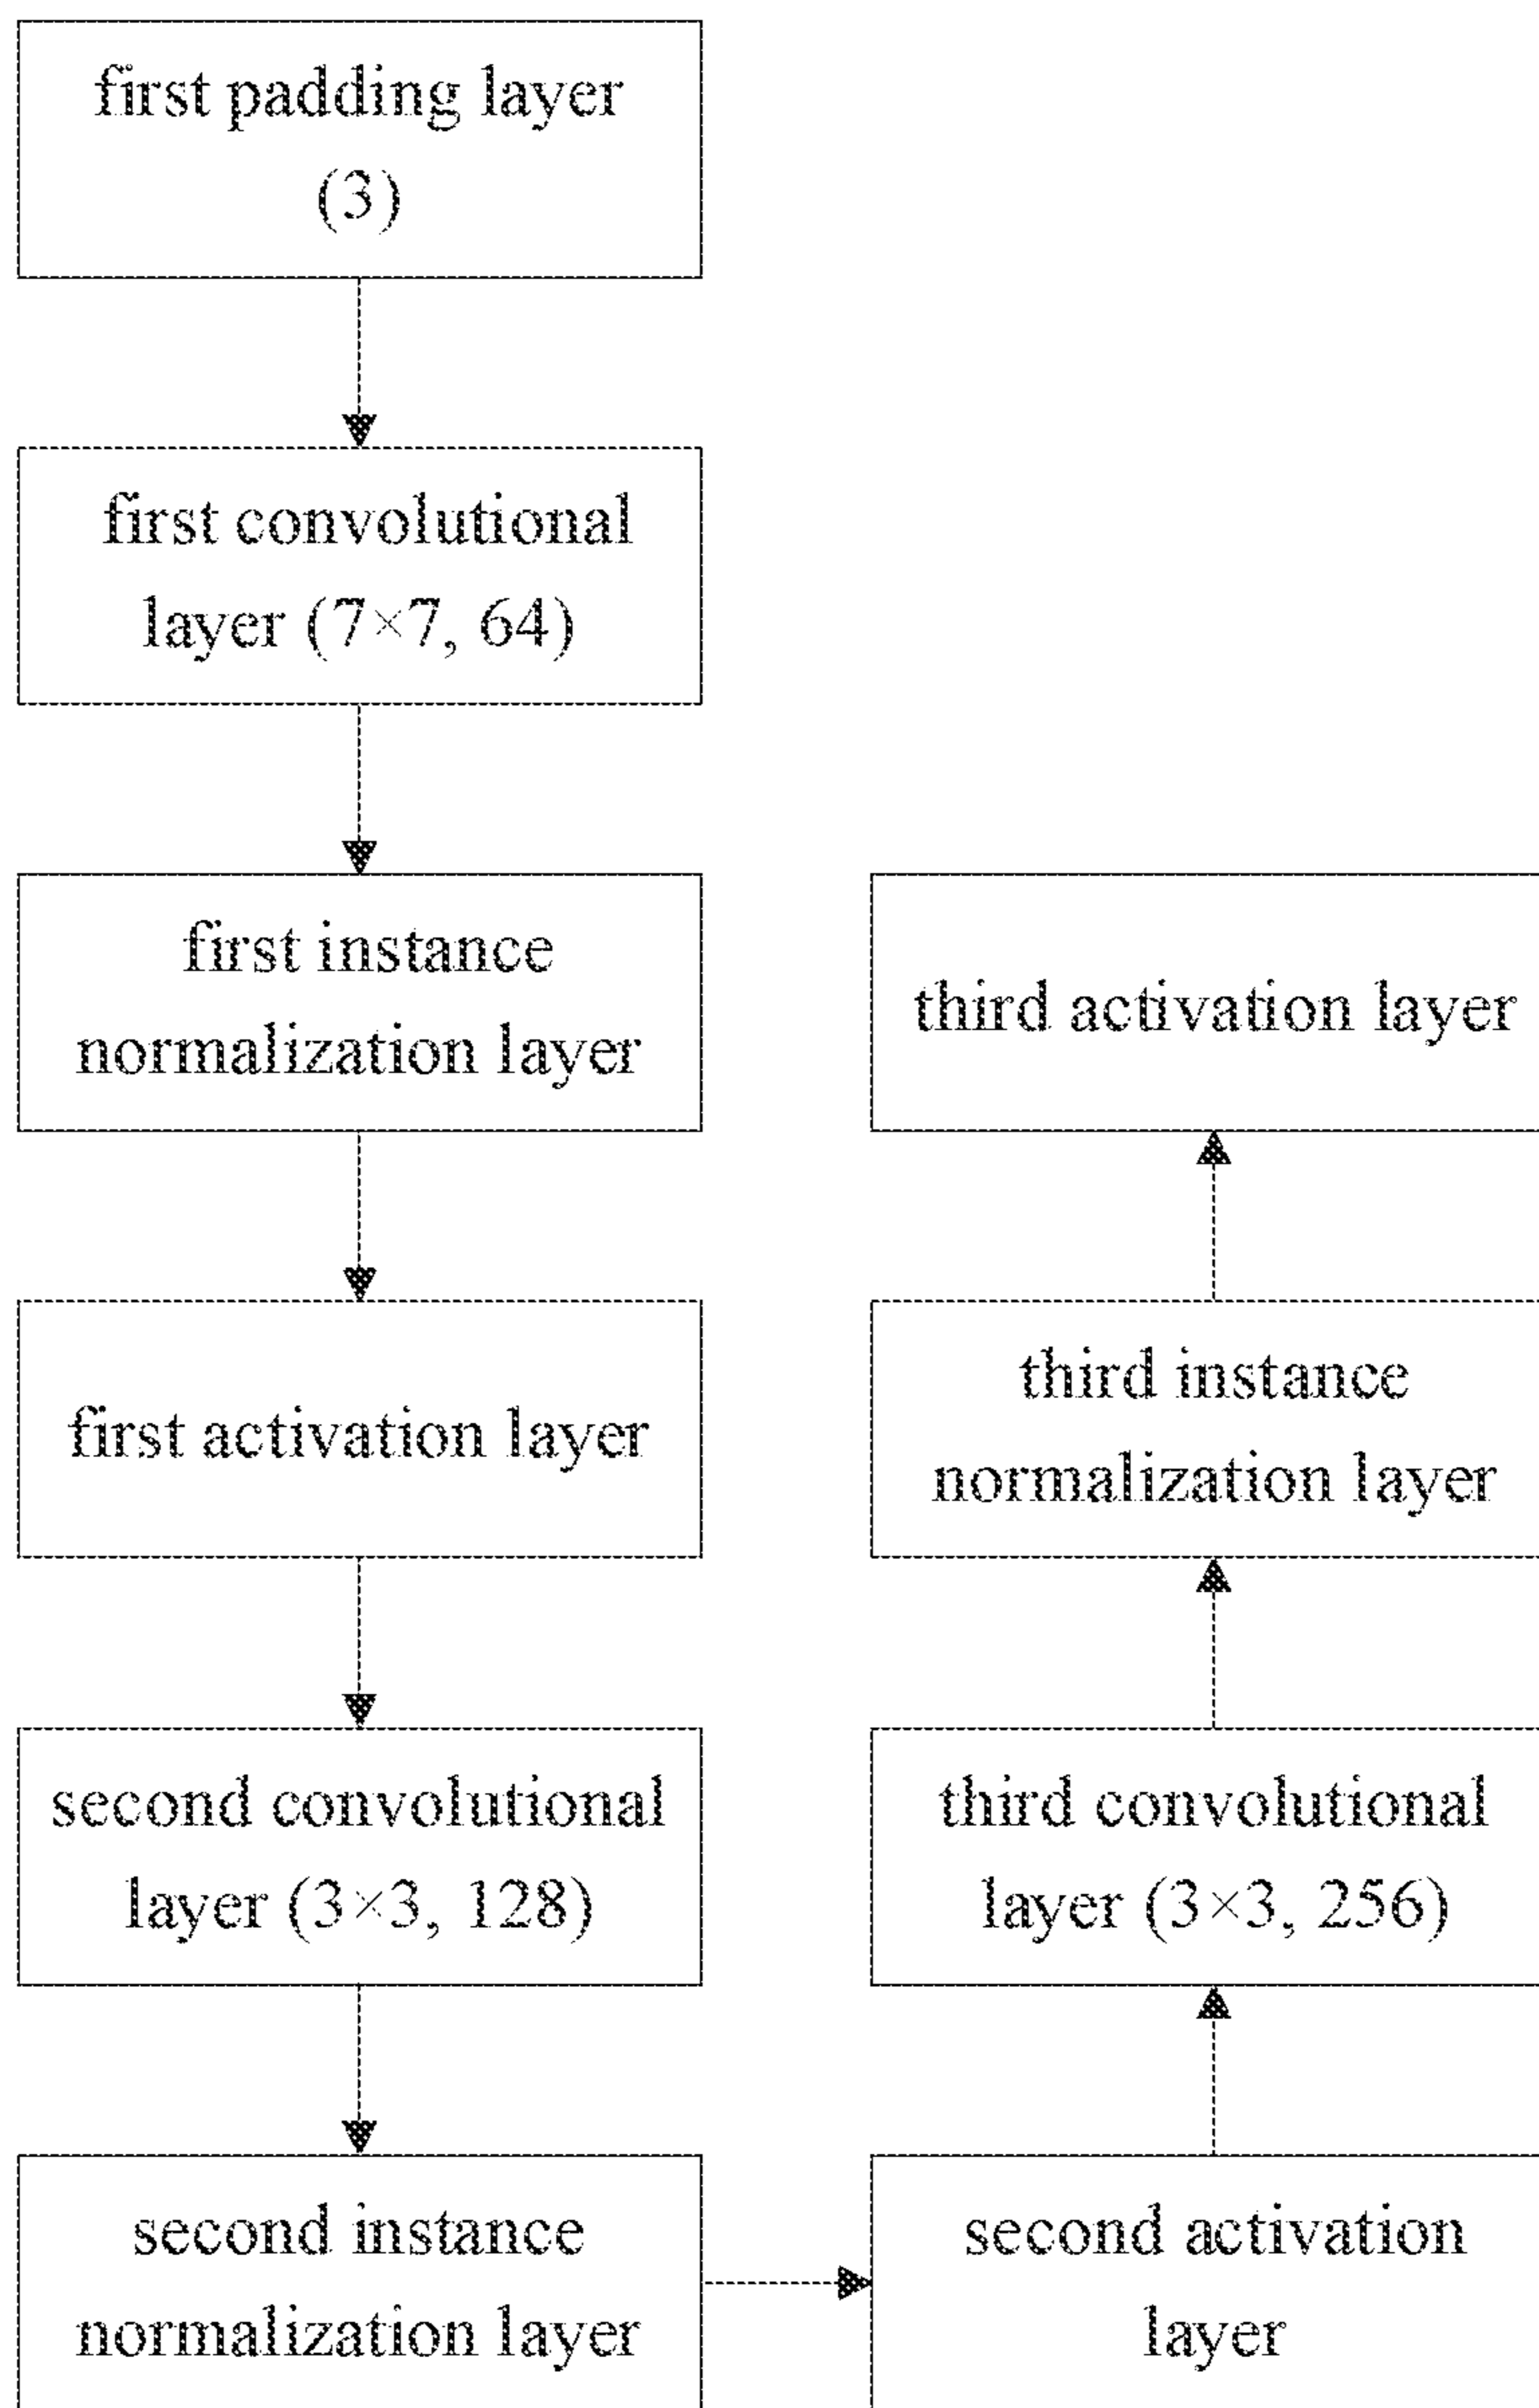 first padding layer
(3)
first convolutional
layer (7×7, 64)
first instance
normalization layer
first activation layer
second convolutional
layer (3×3, 128)
second instance
normalization layer
second activation
layer
third convolutional
layer (3×3, 256)
third instance
normalization layer
third activation layer